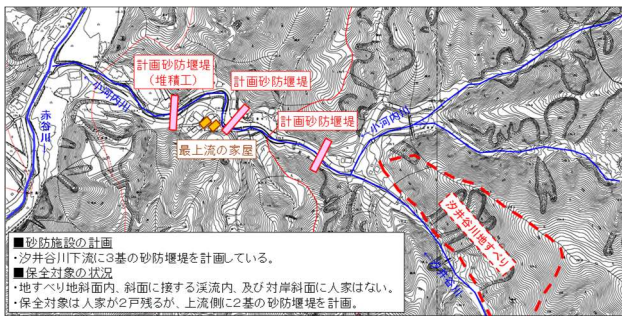 計画砂防堰堤
（堆積工）
計画砂防堰堤
計画砂防堰堤
小河内川
小河内川
赤谷川
最上流の家屋
汐井谷川地すべり
汐井谷川
■砂防施設の計画
・汐井谷川下流に3基の砂防堰堤を計画している。
■保全対象の状況
・地すべり地斜面内、斜面に接する渓流内、及び対岸斜面に人家はない。
・保全対象は人家が2戸残るが、上流側に2基の砂防堰堤を計画。